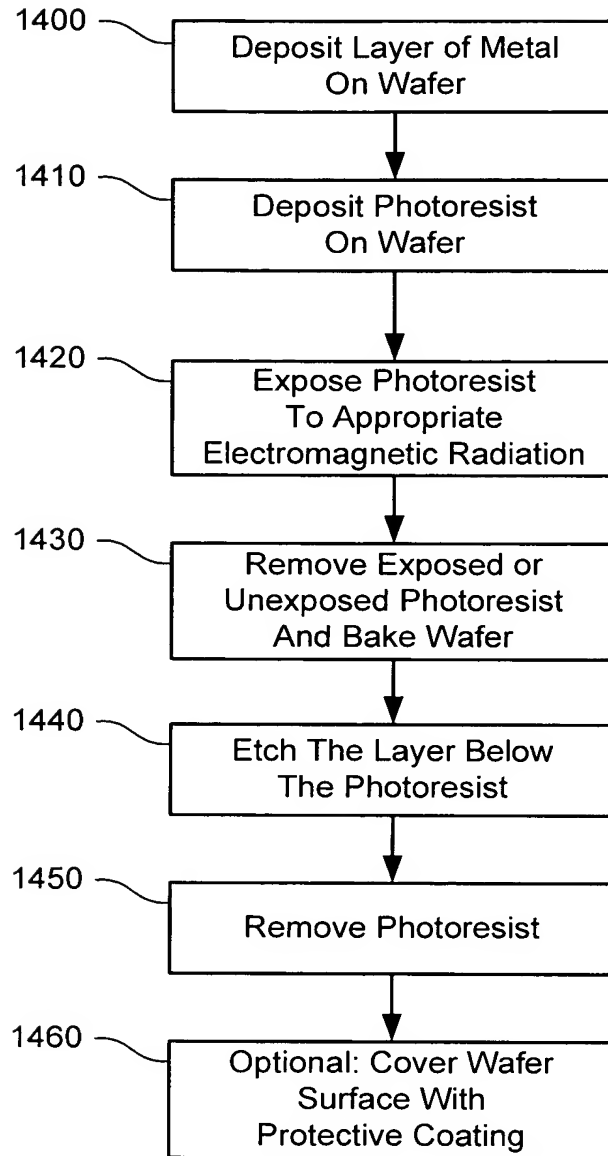 1400
Deposit Layer of Metal
On Wafer
1410
Deposit Photoresist
On Wafer
1420
Expose Photoresist
To Appropriate
Electromagnetic Radiation
1430
Remove Exposed or
Unexposed Photoresist
And Bake Wafer
1440
Etch The Layer Below
The Photoresist
1450
Remove Photoresist
1460
Optional: Cover Wafer
Surface With
Protective Coating